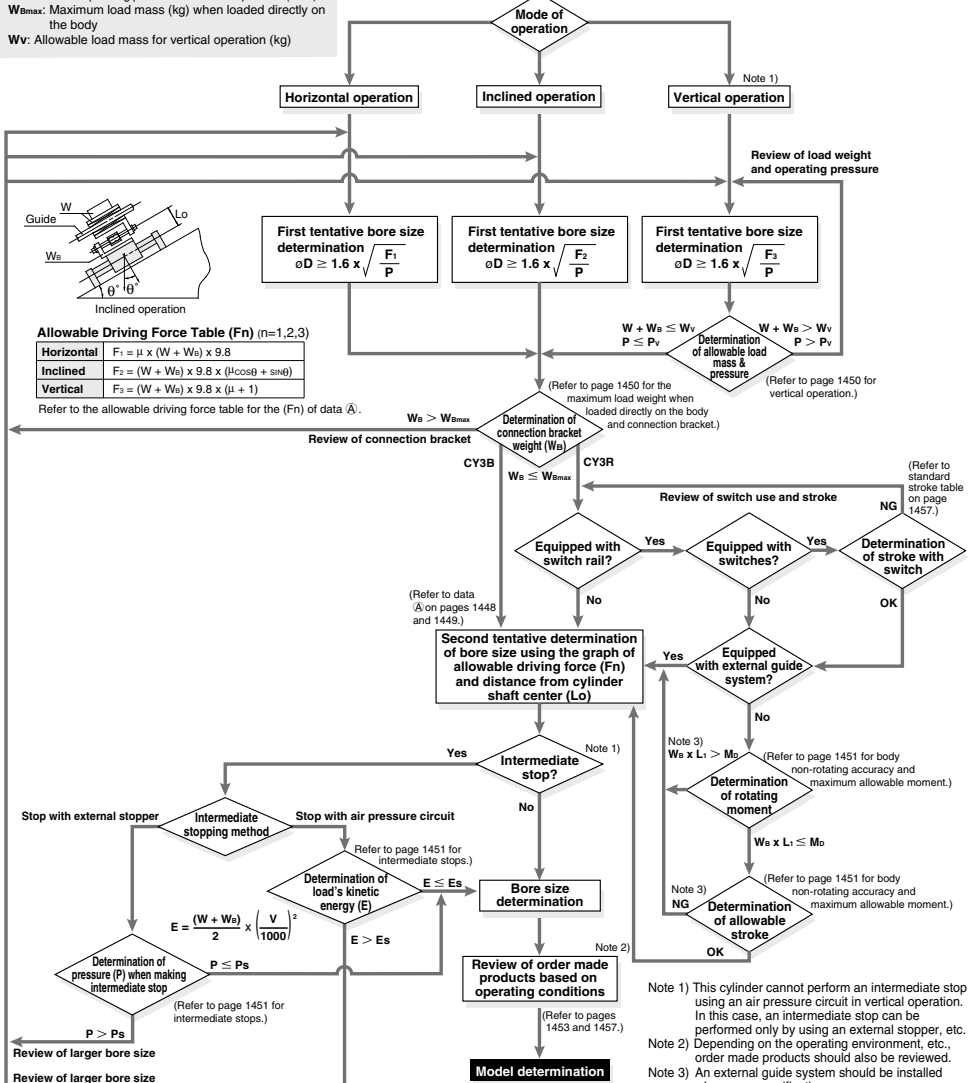 WBmax: Maximum load mass (kg) when loaded directly on
the body
Wv: Allowable load mass for vertical operation (kg)
Mode of
operation
Note 1)
Horizontal operation
Inclined operation
Vertical operation
Review of load weight
and operating pressure
W
Guide
Lo
WB
θ° θ°
Inclined operation
First tentative bore size
determination
øD ≥ 1.6 x √F1/P
First tentative bore size
determination
øD ≥ 1.6 x √F2/P
First tentative bore size
determination
øD ≥ 1.6 x √F3/P
Allowable Driving Force Table (Fn) (n=1,2,3)
Horizontal F1 = μ x (W + WB) x 9.8
Inclined F2 = (W + WB) x 9.8 x (μcosθ + sinθ)
Vertical F3 = (W + WB) x 9.8 x (μ + 1)
Refer to the allowable driving force table for the (Fn) of data Ⓐ.
W + WB ≤ Wv
P ≤ Pv
W + WB > Wv
P > Pv
Determination
of allowable load
mass &
pressure
(Refer to page 1450 for
vertical operation.)
(Refer to page 1450 for the
maximum load weight when
loaded directly on the body
and connection bracket.)
WB > WBmax
Review of connection bracket
Determination of
connection bracket
weight (WB)
CY3B
CY3R
WB ≤ WBmax
Review of switch use and stroke
(Refer to
standard
stroke table
on page
1457.)
NG
Equipped with
switch rail?
Yes
Equipped with
switches?
Yes
Determination
of stroke with
switch
No
No
OK
(Refer to data
Ⓐ on pages 1448
and 1449.)
Second tentative determination
of bore size using the graph of
allowable driving force (Fn)
and distance from cylinder
shaft center (Lo)
Yes
Equipped
with external guide
system?
No
Note 3)
WB x L1 > MD
(Refer to page 1451 for body
non-rotating accuracy and
maximum allowable moment.)
Determination
of rotating
moment
WB x L1 ≤ MD
Note 3)
NG
(Refer to page 1451 for body
non-rotating accuracy and
maximum allowable moment.)
Determination
of allowable
stroke
OK
Yes
Intermediate
stop?
Note 1)
No
Stop with external stopper
Intermediate
stopping method
Stop with air pressure circuit
Refer to page 1451 for
intermediate stops.)
Determination of
load's kinetic
energy (E)
E ≤ Es
E = (W + WB)/2 x (V/1000)²
E > Es
Bore size
determination
Determination of
pressure (P) when making
intermediate stop
P ≤ Ps
(Refer to page 1451 for
intermediate stops.)
P > Ps
Review of larger bore size
Review of larger bore size
Note 2)
Review of order made
products based on
operating conditions
(Refer to pages
1453 and 1457.)
Model determination
Note 1) This cylinder cannot perform an intermediate stop
using an air pressure circuit in vertical operation.
In this case, an intermediate stop can be
performed only by using an external stopper, etc.
Note 2) Depending on the operating environment, etc.,
order made products should also be reviewed.
Note 3) An external guide system should be installed